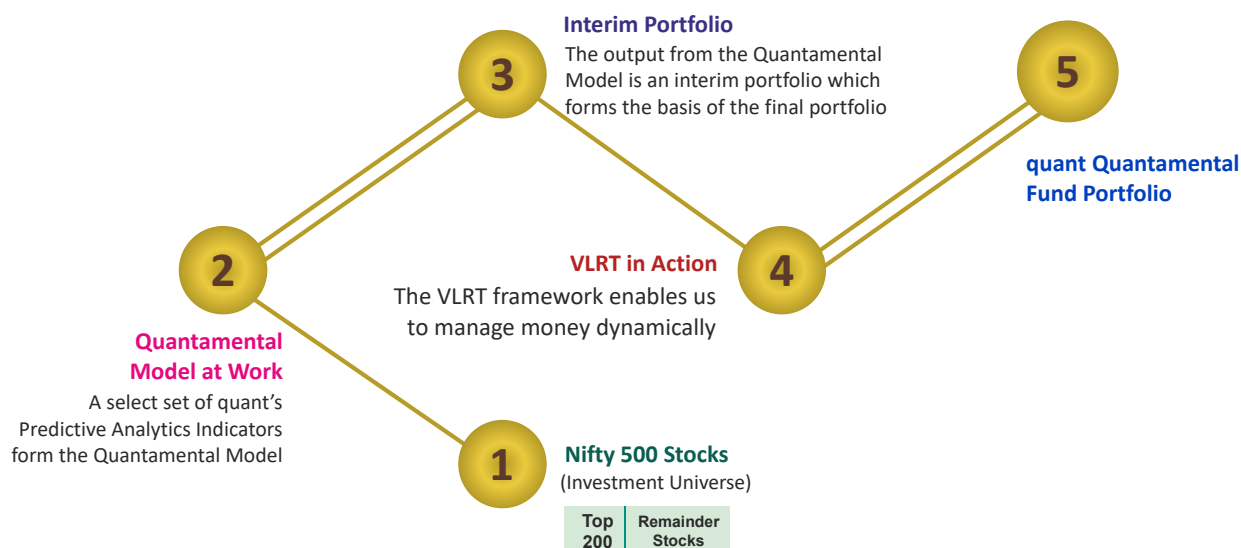 3
Interim Portfolio
The output from the Quantamental
Model is an interim portfolio which
forms the basis of the final portfolio
5
quant Quantamental
Fund Portfolio
2
Quantamental
Model at Work
A select set of quant's
Predictive Analytics Indicators
form the Quantamental Model
VLRT in Action
The VLRT framework enables us
to manage money dynamically
4
1
Nifty 500 Stocks
(Investment Universe)
Top
200
Remainder
Stocks